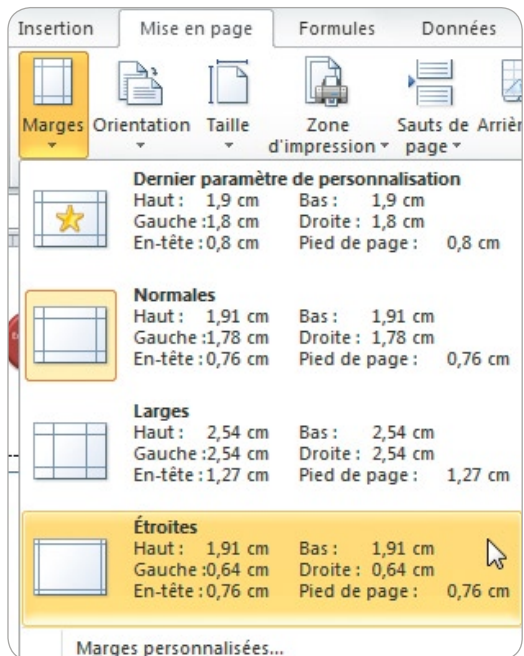 Insertion Mise en page Formules Données
Marges Orientation Taille Zone d'impression Sauts de page
Dernier paramètre de personnalisation
Haut : 1,9 cm Bas : 1,9 cm
Gauche :1,8 cm Droite : 1,8 cm
En-tête :0,8 cm Pied de page : 0,8 cm
Normales
Haut : 1,91 cm Bas : 1,91 cm
Gauche :1,78 cm Droite : 1,78 cm
En-tête :0,76 cm Pied de page : 0,76 cm
Larges
Haut : 2,54 cm Bas : 2,54 cm
Gauche :2,54 cm Droite : 2,54 cm
En-tête :1,27 cm Pied de page : 1,27 cm
Étroites
Haut : 1,91 cm Bas : 1,91 cm
Gauche :0,64 cm Droite : 0,64 cm
En-tête :0,76 cm Pied de page : 0,76 cm
Marges personnalisées...